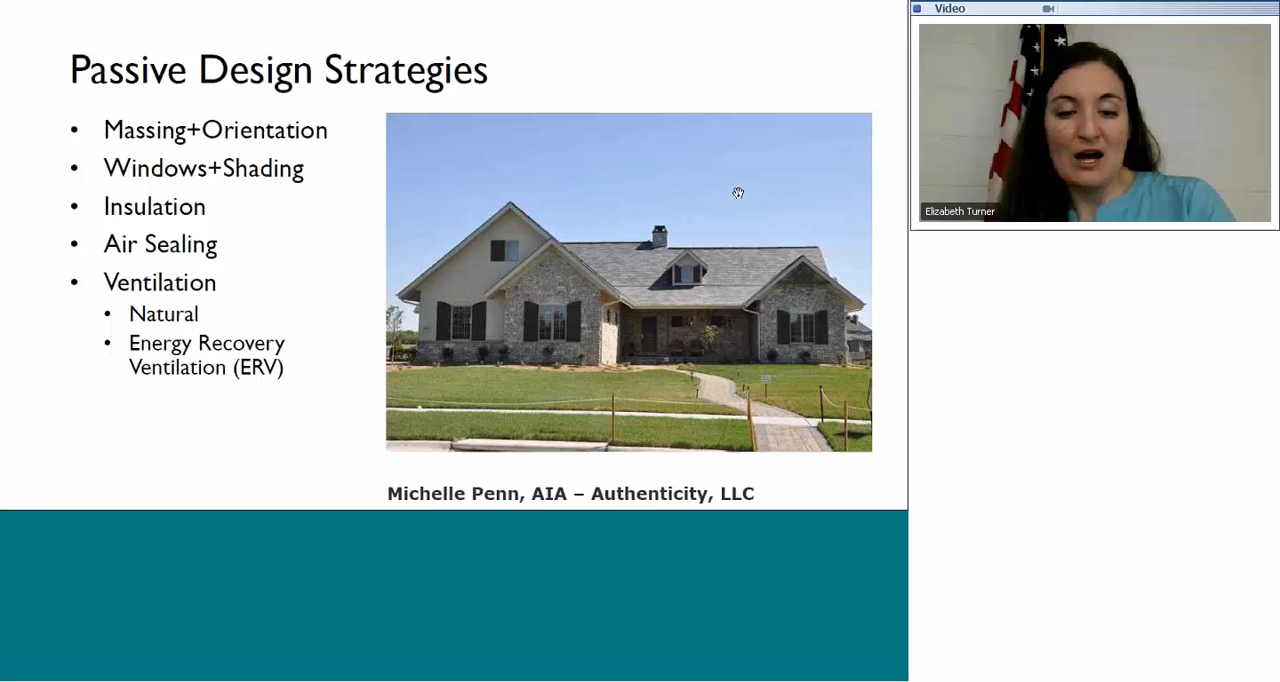 Passive Design Strategies
• Massing+Orientation
• Windows+Shading
• Insulation
• Air Sealing
• Ventilation
• Natural
• Energy Recovery
Ventilation (ERV)
Michelle Penn, AIA – Authenticity, LLC
Video
Elizabeth Turner